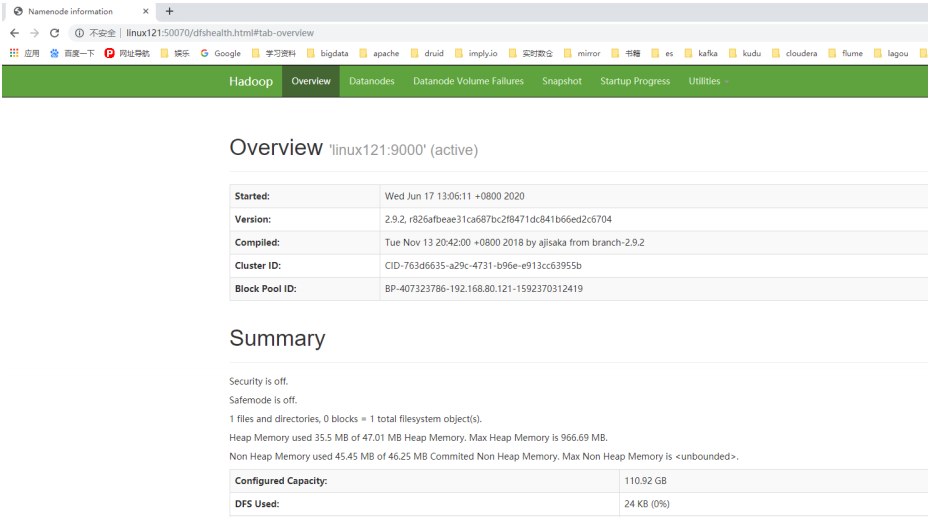 Namenode information
不安全 | linux121:50070/dfshealth.html#tab-overview
应用 百度一下 网址导航 娱乐 Google 学习资料 bigdata apache druid imply.io 实时数仓 mirror 书籍 es kafka kudu cloudera flume lagou
Hadoop Overview Datanodes Datanode Volume Failures Snapshot Startup Progress Utilities
Overview 'linux121:9000' (active)
Started: Wed Jun 17 13:06:11 +0800 2020
Version: 2.9.2, r826afbeae31ca687bc2f8471dc841b66ed2c6704
Compiled: Tue Nov 13 20:42:00 +0800 2018 by ajisaka from branch-2.9.2
Cluster ID: CID-763d6635-a29c-4731-b96e-e913cc63955b
Block Pool ID: BP-407323786-192.168.80.121-1592370312419
Summary
Security is off.
Safemode is off.
1 files and directories, 0 blocks = 1 total filesystem object(s).
Heap Memory used 35.5 MB of 47.01 MB Heap Memory. Max Heap Memory is 966.69 MB.
Non Heap Memory used 45.45 MB of 46.25 MB Commited Non Heap Memory. Max Non Heap Memory is <unbounded>.
Configured Capacity: 110.92 GB
DFS Used: 24 KB (0%)